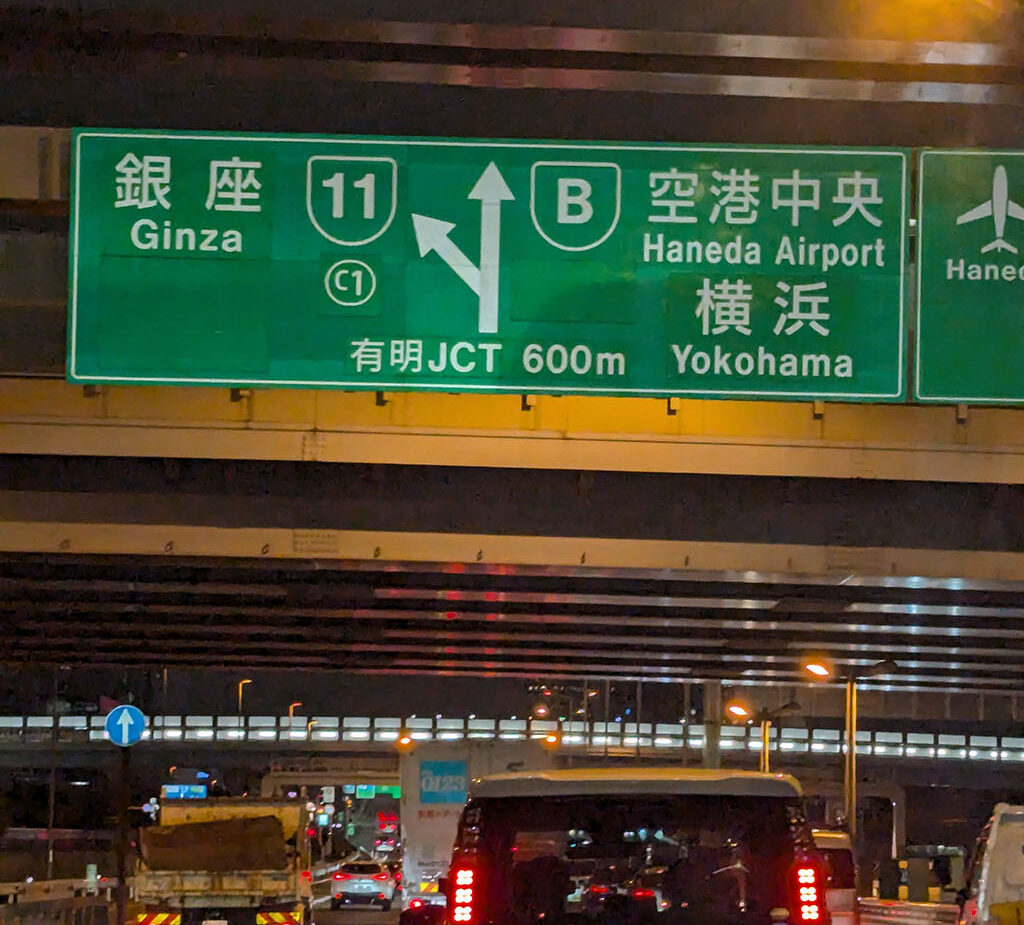 銀座
Ginza
11
C1
B
空港中央
Haneda Airport
横浜
Yokohama
有明JCT 600m
0123